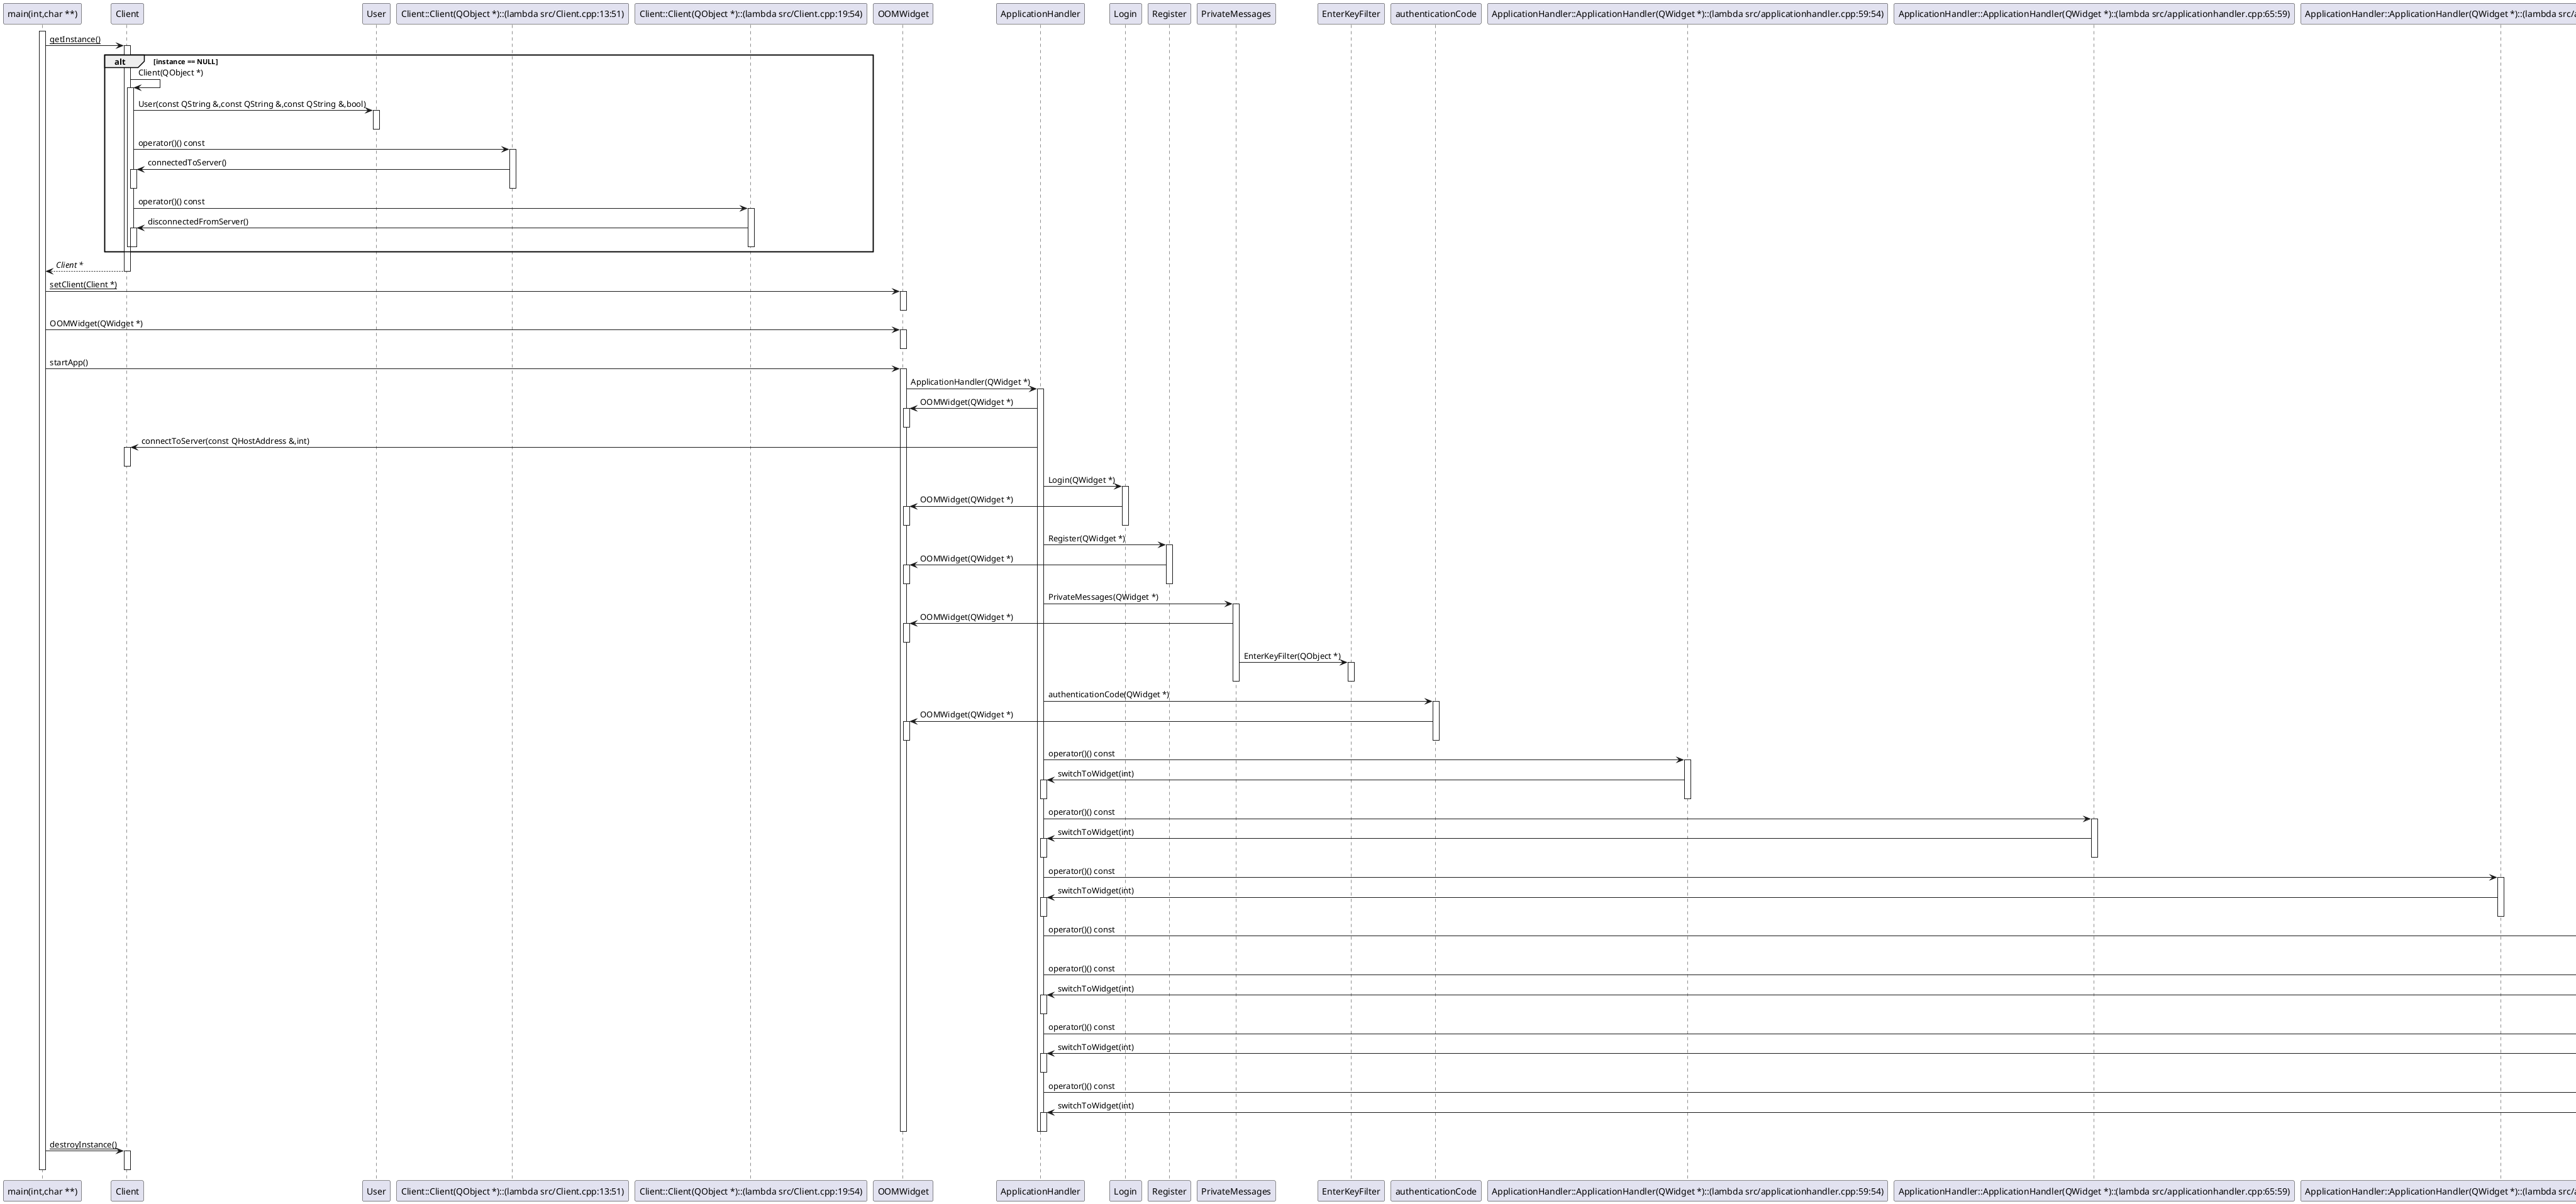 main(int,char **) Client User Client::Client(QObject *)::(lambda src/Client.cpp:13:51) Client::Client(QObject *)::(lambda src/Client.cpp:19:54) OOMWidget ApplicationHandler Login Register PrivateMessages EnterKeyFilter authenticationCode ApplicationHandler::ApplicationHandler(QWidget *)::(lambda src/applicationhandler.cpp:59:54) ApplicationHandler::ApplicationHandler(QWidget *)::(lambda src/applicationhandler.cpp:65:59) ApplicationHandler::ApplicationHandler(QWidget *)::(lambda
getInstance()
alt [instance == NULL]
Client(QObject *)
User(const QString &,const QString &,const QString &,bool)
operator()() const
connectedToServer()
operator()() const
disconnectedFromServer()
Client *
setClient(Client *)
OOMWidget(QWidget *)
startApp()
ApplicationHandler(QWidget *)
OOMWidget(QWidget *)
connectToServer(const QHostAddress &,int)
Login(QWidget *)
OOMWidget(QWidget *)
Register(QWidget *)
OOMWidget(QWidget *)
PrivateMessages(QWidget *)
OOMWidget(QWidget *)
EnterKeyFilter(QObject *)
authenticationCode(QWidget *)
OOMWidget(QWidget *)
operator()() const
switchToWidget(int)
operator()() const
switchToWidget(int)
operator()() const
switchToWidget(int)
operator()() const
operator()() const
switchToWidget(int)
operator()() const
switchToWidget(int)
operator()() const
switchToWidget(int)
destroyInstance()
main(int,char **) Client User Client::Client(QObject *)::(lambda src/Client.cpp:13:51) Client::Client(QObject *)::(lambda src/Client.cpp:19:54) OOMWidget ApplicationHandler Login Register PrivateMessages EnterKeyFilter authenticationCode ApplicationHandler::ApplicationHandler(QWidget *)::(lambda src/applicationhandler.cpp:59:54) ApplicationHandler::ApplicationHandler(QWidget *)::(lambda src/applicationhandler.cpp:65:59) ApplicationHandler::ApplicationHandler(QWidget *)::(lambda